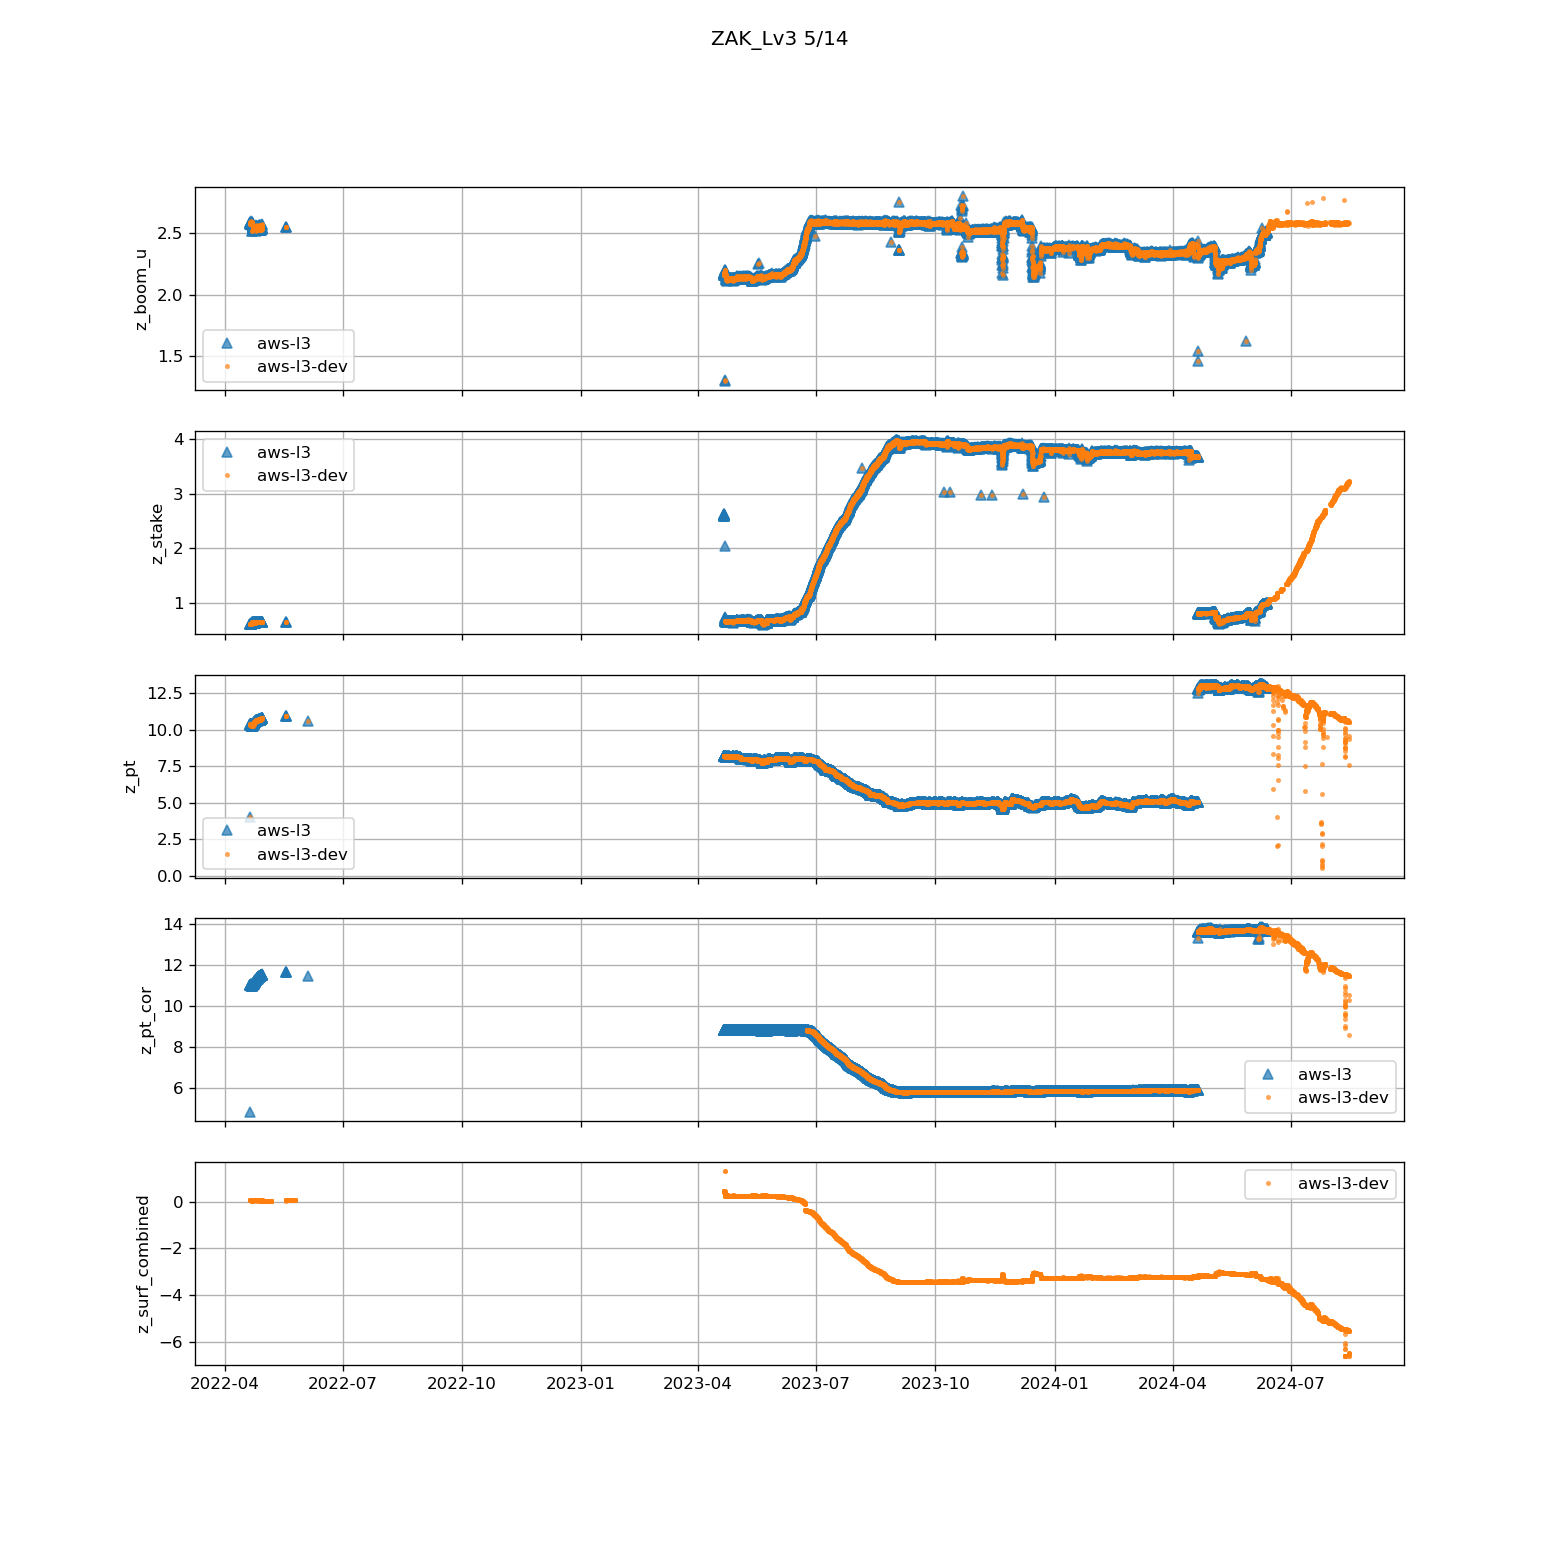 ZAK_Lv3 5/14
z_boom_u
2.5
2.0
1.5
aws-l3
aws-l3-dev
z_stake
4
3
2
1
aws-l3
aws-l3-dev
z_pt
12.5
10.0
7.5
5.0
2.5
0.0
aws-l3
aws-l3-dev
z_pt_cor
14
12
10
8
6
aws-l3
aws-l3-dev
z_surf_combined
0
−2
−4
−6
aws-l3-dev
2022-04 2022-07 2022-10 2023-01 2023-04 2023-07 2023-10 2024-01 2024-04 2024-07